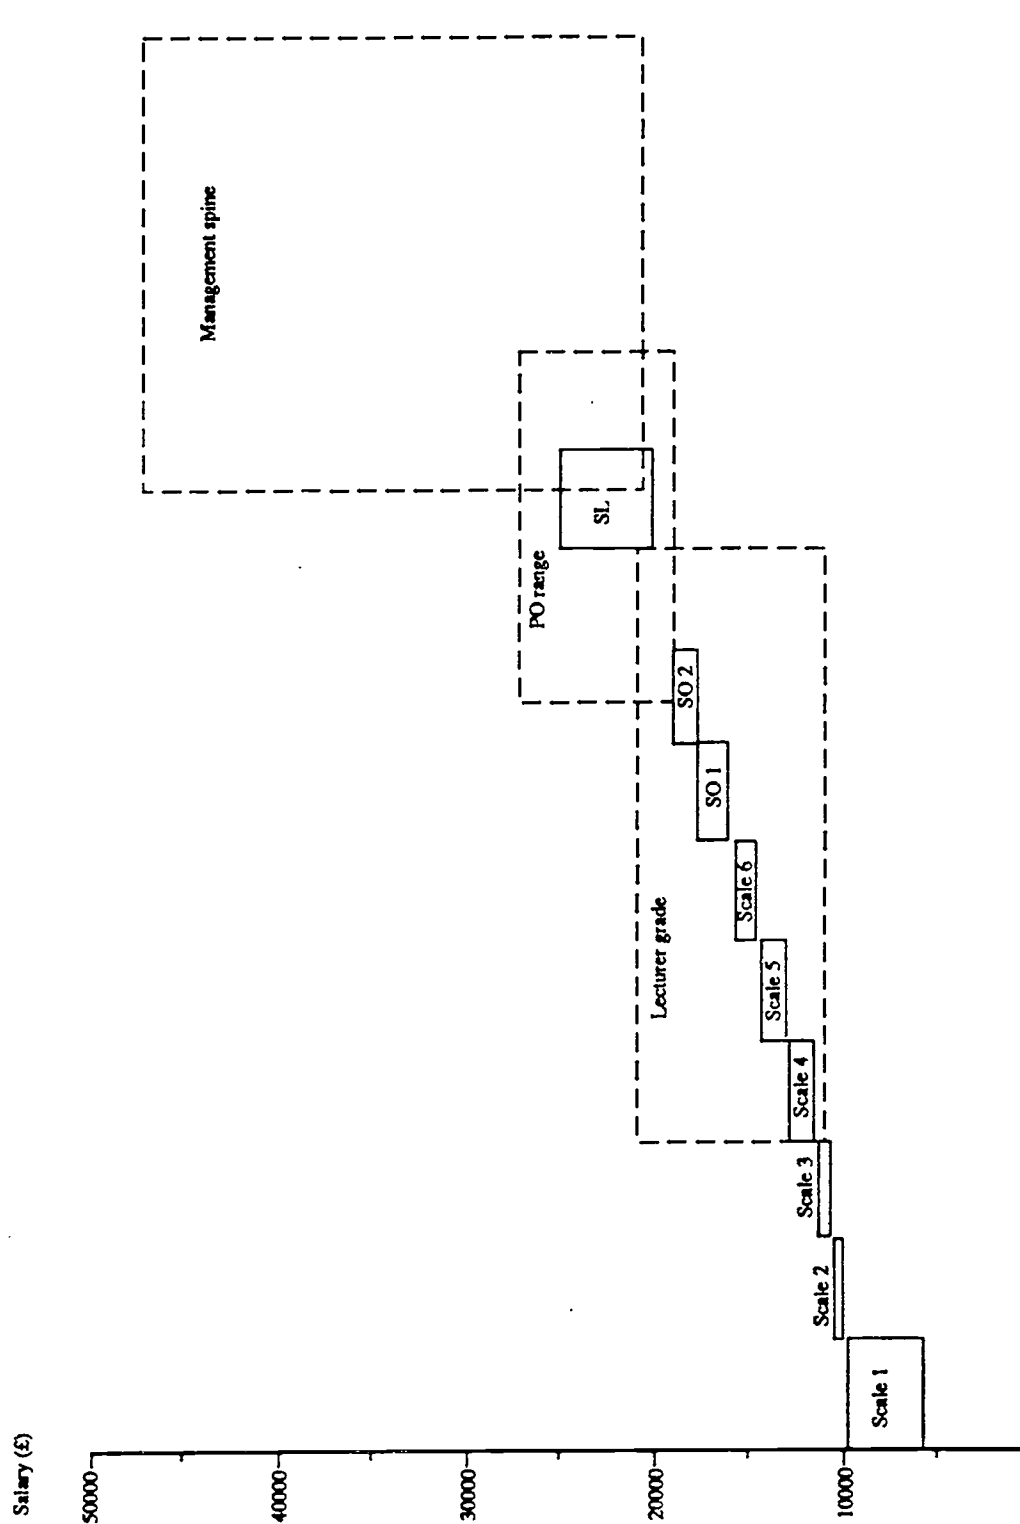 Salary (£)
50000
40000
30000
20000
10000
Scale 1
Scale 2
Scale 3
Scale 4
Scale 5
Scale 6
SO 1
SO 2
Lecturer grade
PO range
SL
Management spine